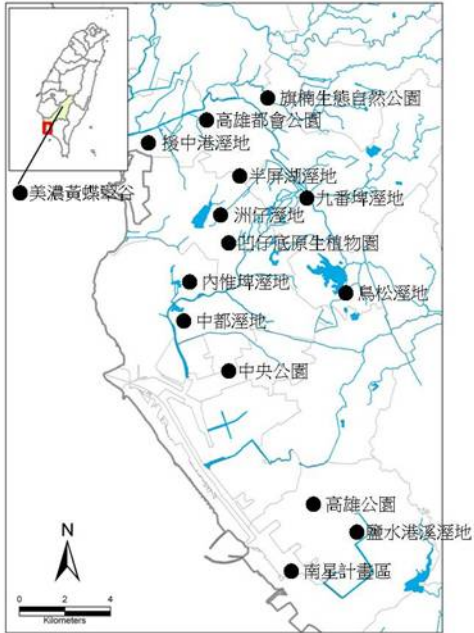 旗楠生態自然公園
高雄都會公園
援中港溼地
半屏湖溼地
美濃黃蝶翠谷
九番埤溼地
洲仔溼地
凹仔底原生植物園
內惟埤溼地
鳥松溼地
中都溼地
中央公園
高雄公園
鹽水港溪溼地
南星計畫區
N
0 2 4
Kilometers